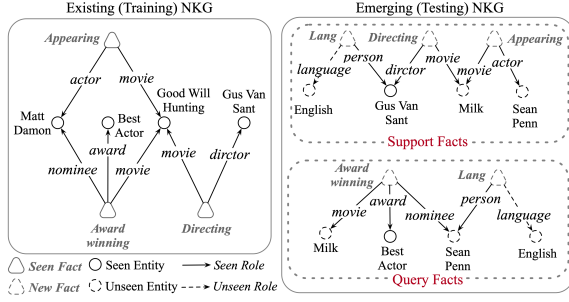 Existing (Training) NKG
Appearing
actor
movie
Matt
Damon
Best
Actor
Good Will
Hunting
Gus Van
Sant
nominee
award
movie
movie
dirctor
Award
winning
Directing
Emerging (Testing) NKG
Lang
Directing
Appearing
language
person
dirctor
movie
movie
actor
English
Gus Van
Sant
Milk
Sean
Penn
Support Facts
Award
winning
Lang
movie
award
nominee
person
language
Milk
Best
Actor
Sean
Penn
English
Query Facts
Seen Fact
Seen Entity
Seen Role
New Fact
Unseen Entity
Unseen Role